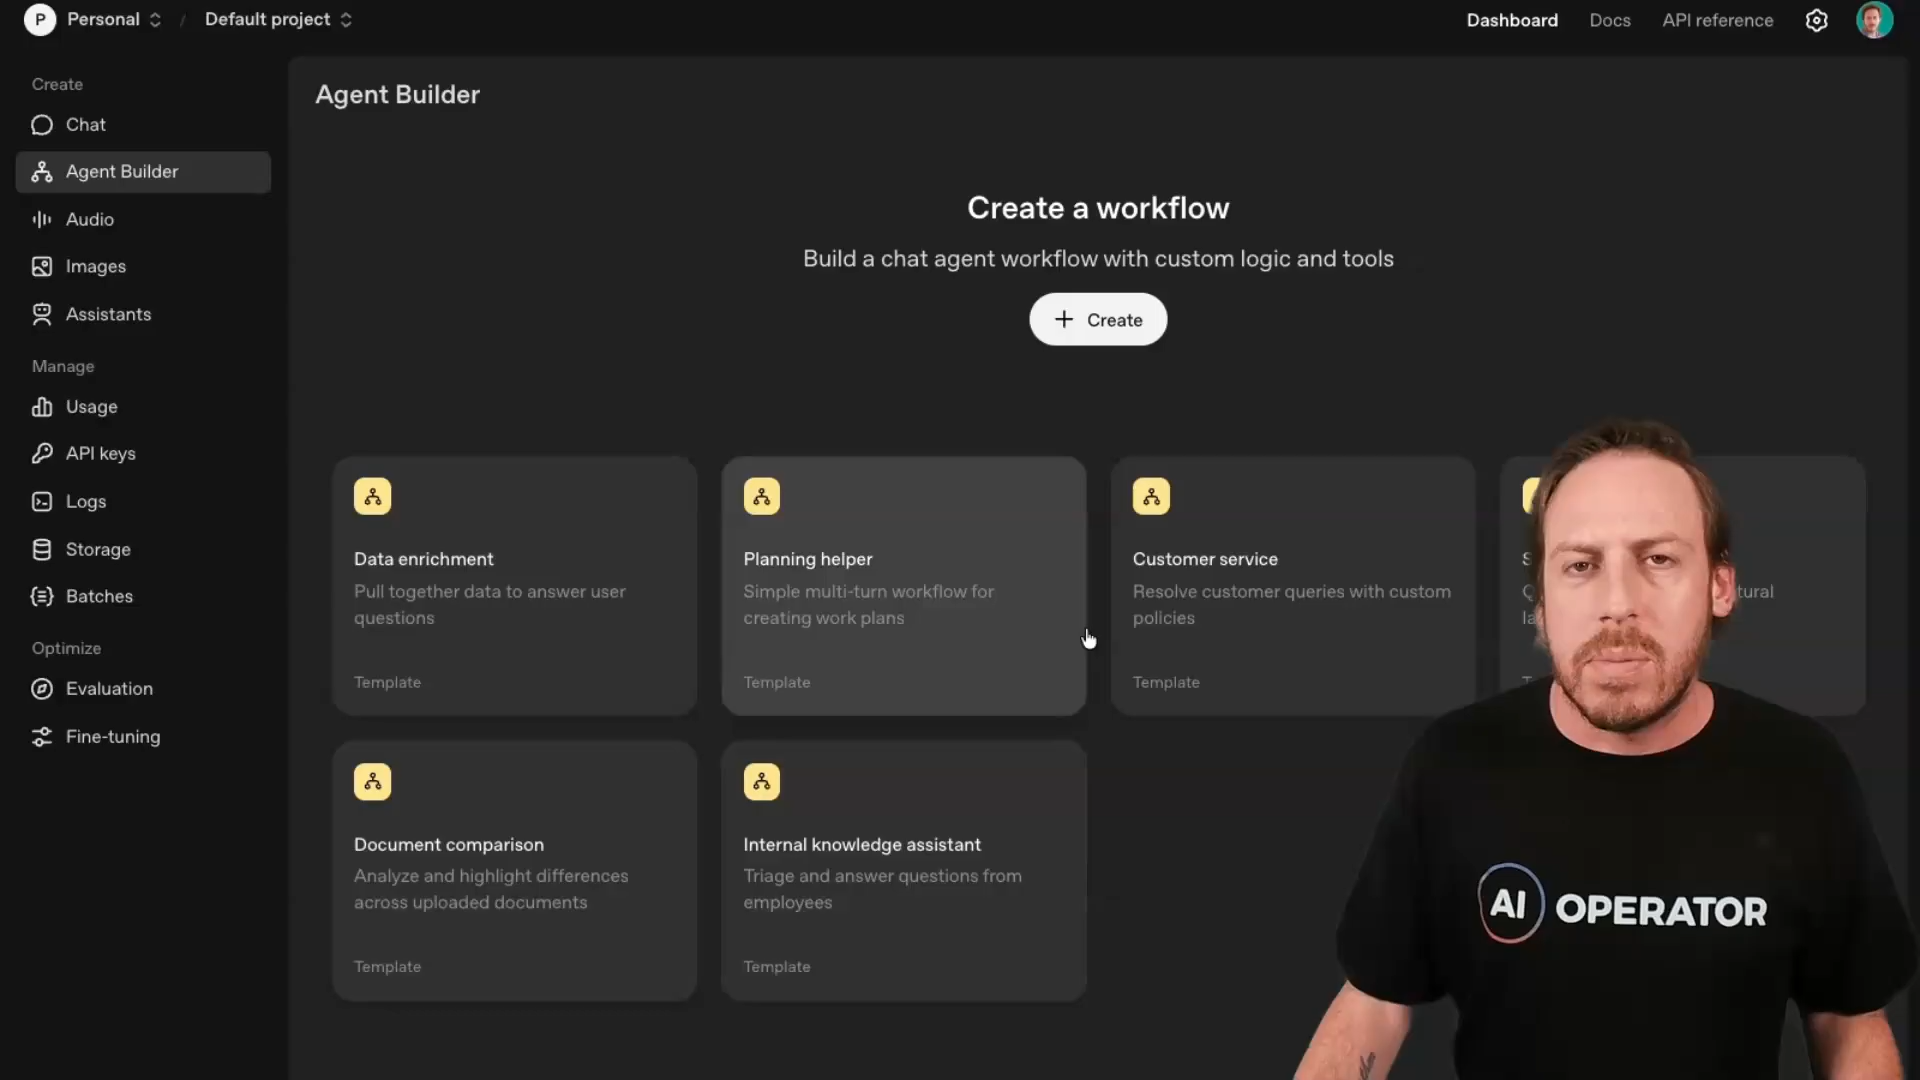 P Personal / Default project
Dashboard Docs API reference
Create
Chat
Agent Builder
Audio
Images
Assistants
Manage
Usage
API keys
Logs
Storage
Batches
Optimize
Evaluation
Fine-tuning
Agent Builder
Create a workflow
Build a chat agent workflow with custom logic and tools
+ Create
Data enrichment
Pull together data to answer user
questions
Template
Planning helper
Simple multi-turn workflow for
creating work plans
Template
Customer service
Resolve customer queries with custom
policies
Template
Document comparison
Analyze and highlight differences
across uploaded documents
Template
Internal knowledge assistant
Triage and answer questions from
employees
Template
AI OPERATOR